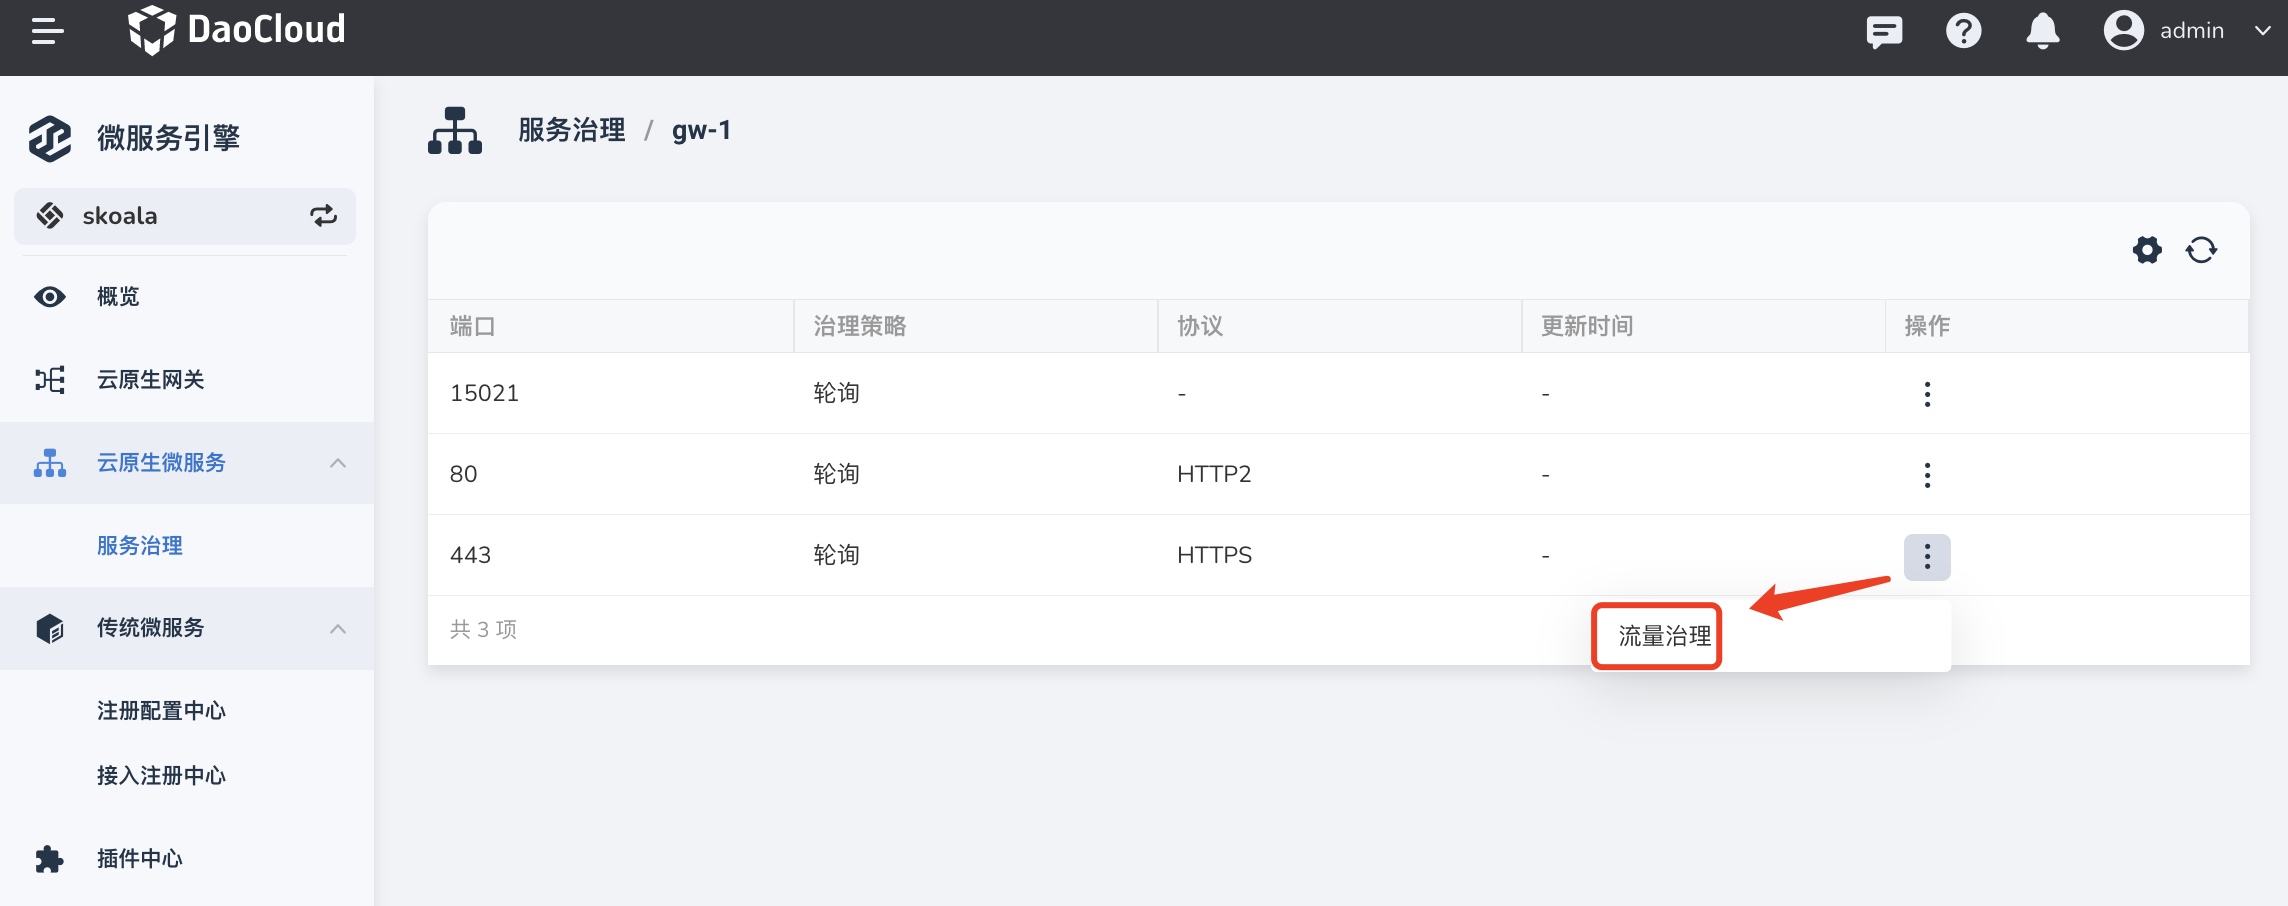 DaoCloud
admin
微服务引擎
skoala
概览
云原生网关
云原生微服务
服务治理
传统微服务
注册配置中心
接入注册中心
插件中心
服务治理 / gw-1
端口 治理策略 协议 更新时间 操作
15021 轮询 - -
80 轮询 HTTP2 -
443 轮询 HTTPS -
流量治理
共 3 项